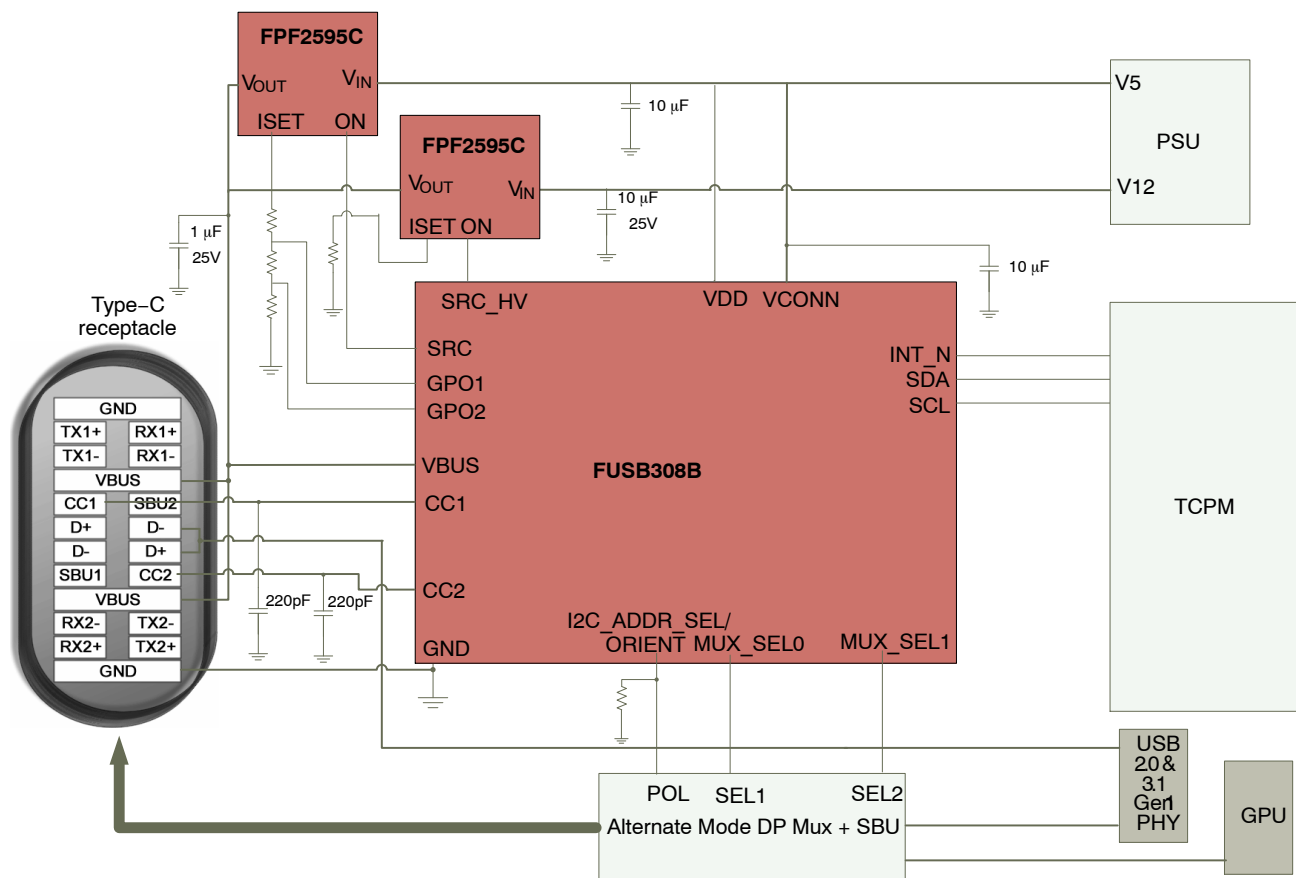 FPF2595C
VOUT
VIN
ISET
ON
FPF2595C
VOUT
VIN
ISET ON
10 μF
10 μF
25V
V5
PSU
V12
1 μF
25V
10 μF
Type−C
receptacle
SRC_HV
VDD
VCONN
SRC
GPO1
GPO2
VBUS
CC1
CC2
GND
FUSB308B
INT_N
SDA
SCL
I2C_ADDR_SEL/
ORIENT
MUX_SEL0
MUX_SEL1
TCPM
GND
TX1+ RX1+
TX1- RX1-
VBUS
CC1 SBU2
D+ D-
D- D+
SBU1 CC2
VBUS
RX2- TX2-
RX2+ TX2+
GND
220pF
220pF
POL
SEL1
SEL2
Alternate Mode DP Mux + SBU
USB
2.0 &
3.1
Gen1
PHY
GPU